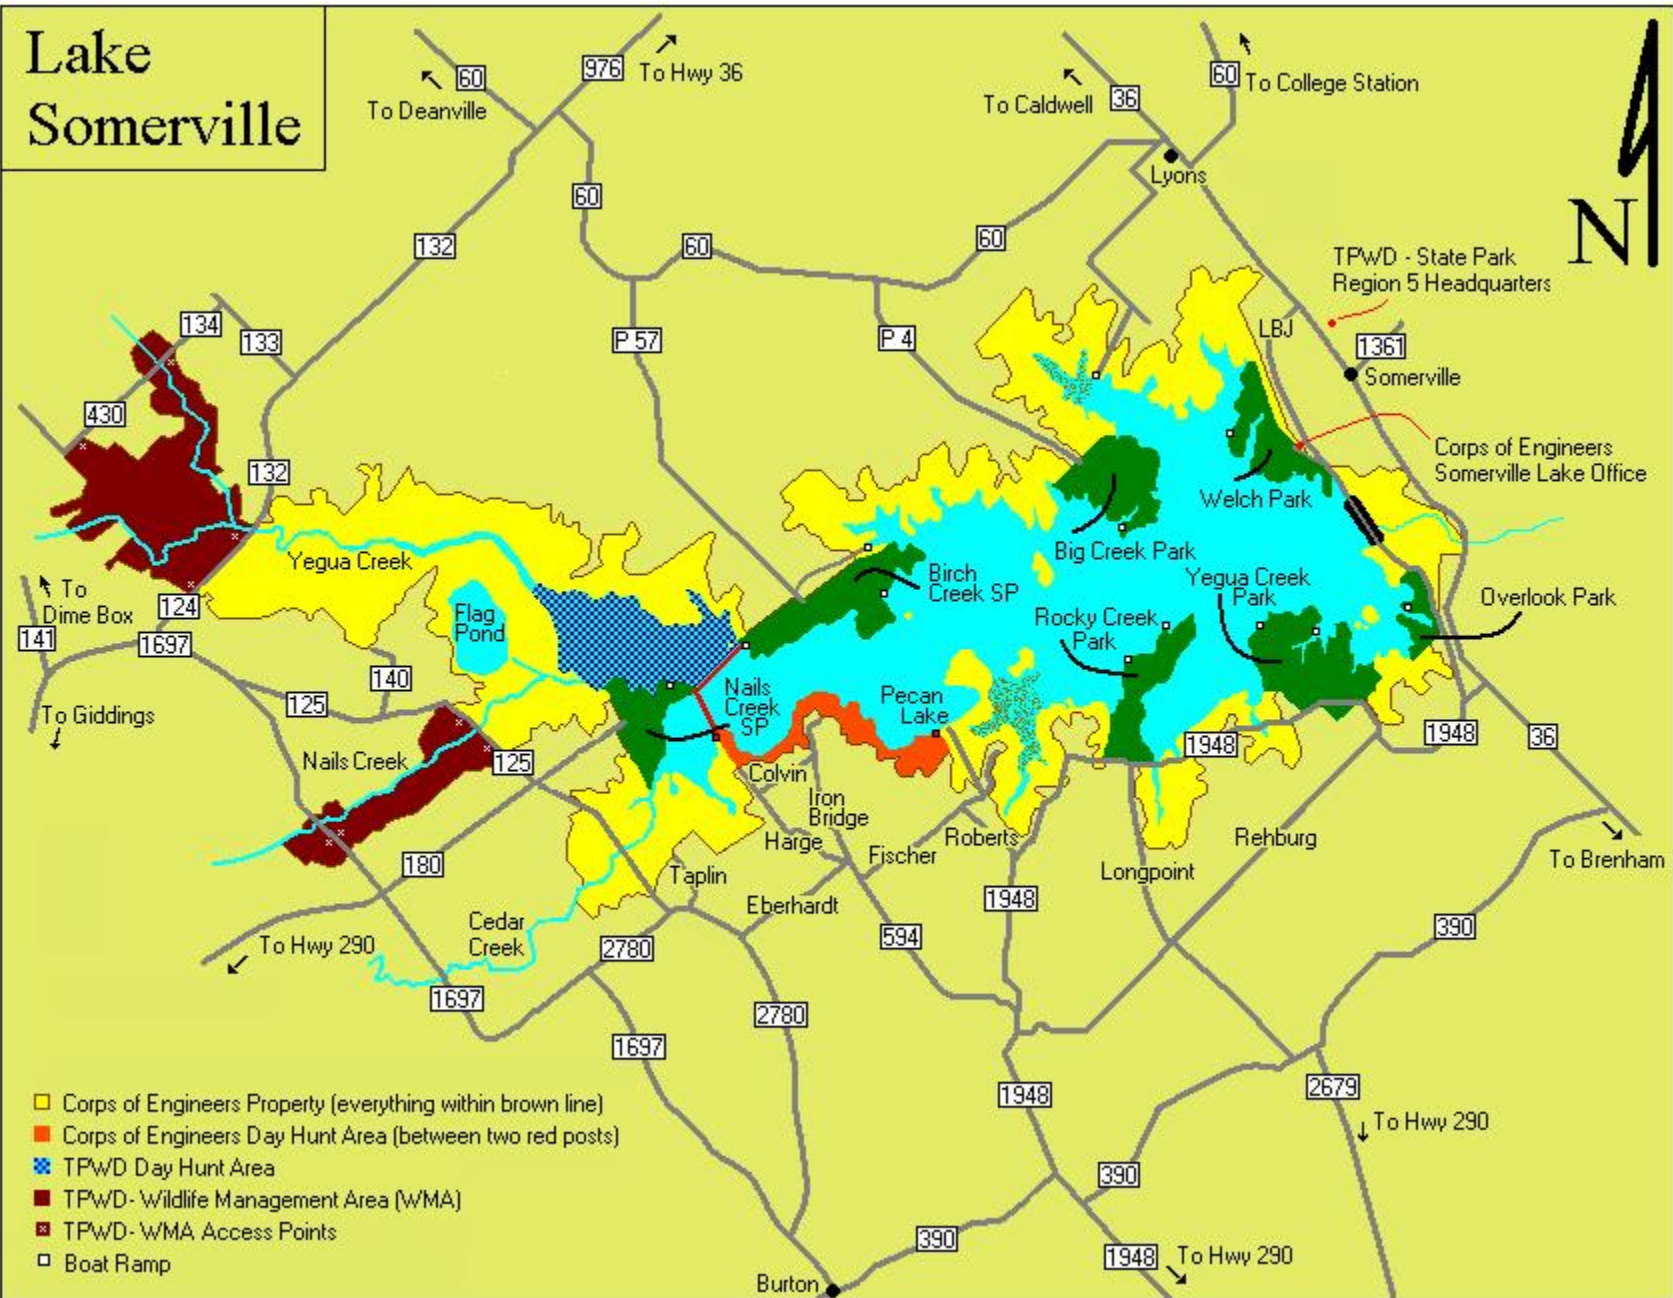 Lake
Somerville
60
To Deanville
976
To Hwy 36
36
To Caldwell
60
To College Station
Lyons
N
132
60
60
60
TPWD - State Park
Region 5 Headquarters
134
133
P 57
P 4
LBJ
1361
Somerville
430
132
Corps of Engineers
Somerville Lake Office
Welch Park
Big Creek Park
Yegua Creek
Birch
Creek SP
Yegua Creek
Park
To
Dime Box
124
141
1697
Flag
Pond
Rocky Creek
Park
Overlook Park
140
125
To Giddings
Nails
Creek
SP
Pecan
Lake
1948
1948
36
Nails Creek
125
Colvin
Iron
Bridge
Harge
Fischer
Roberts
Rehburg
To Brenham
180
Taplin
Longpoint
Eberhardt
1948
Cedar
Creek
To Hwy 290
2780
594
390
1697
2780
1697
1948
2679
To Hwy 290
390
390
1948
To Hwy 290
Burton
Corps of Engineers Property (everything within brown line)
Corps of Engineers Day Hunt Area (between two red posts)
TPWD Day Hunt Area
TPWD- Wildlife Management Area (WMA)
TPWD- WMA Access Points
Boat Ramp